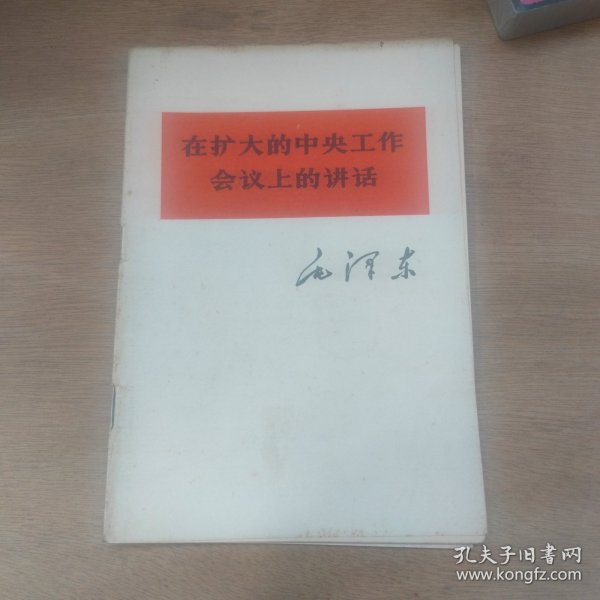 在扩大的中央工作
会议上的讲话
毛泽东
孔夫子旧书网
www.kongfz.com